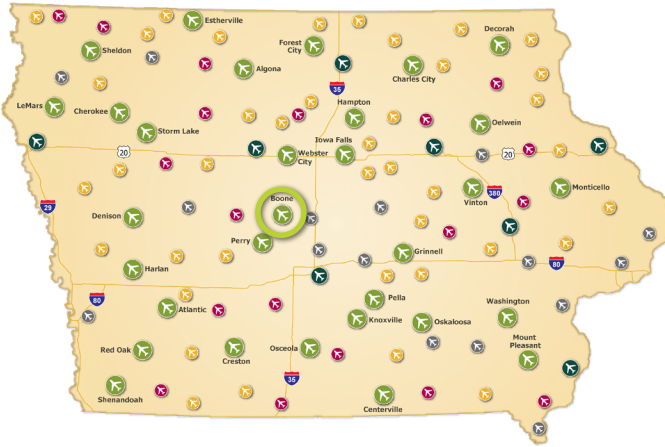 Estherville
Decorah
Forest
City
Sheldon
Algona
Charles City
35
LeMars
Cherokee
Hampton
Storm Lake
Oelwein
Iowa Falls
20
Webster
City
20
Boone
Vinton
380
Monticello
29
Denison
Perry
Grinnell
80
Harlan
80
Pella
Washington
Atlantic
Knoxville
Oskaloosa
Mount
Pleasant
Red Oak
Creston
Osceola
35
Shenandoah
Centerville